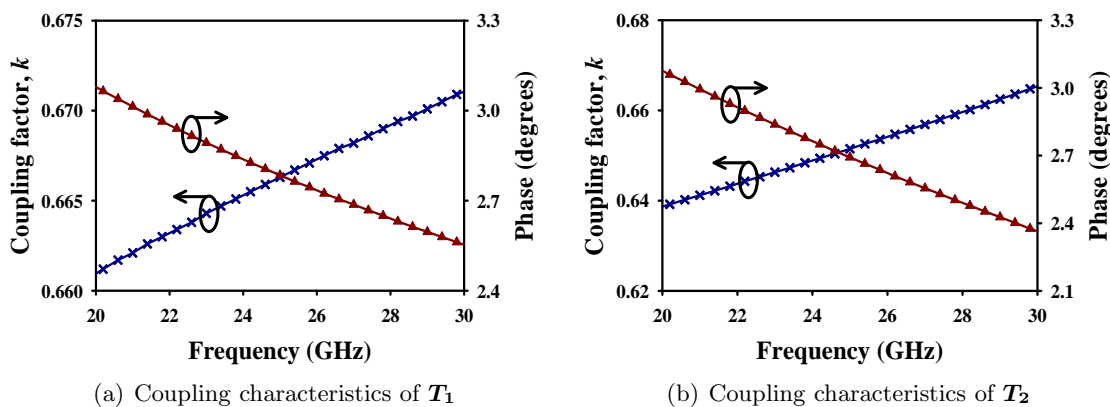 0.675
0.670
0.665
0.660
Coupling factor, k
3.3
3.0
2.7
2.4
Phase (degrees)
20 22 24 26 28 30
Frequency (GHz)
(a) Coupling characteristics of T1
0.68
0.66
0.64
0.62
Coupling factor, k
3.3
3.0
2.7
2.4
2.1
Phase (degrees)
20 22 24 26 28 30
Frequency (GHz)
(b) Coupling characteristics of T2